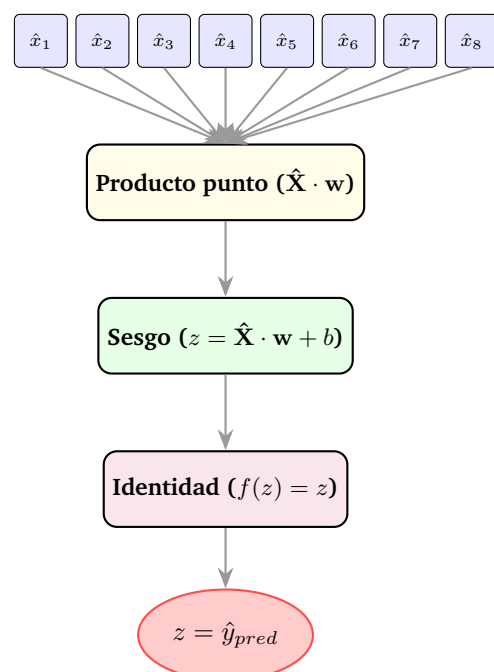 x̂₁ x̂₂ x̂₃ x̂₄ x̂₅ x̂₆ x̂₇ x̂₈
Producto punto (X̂ · w)
Sesgo (z = X̂ · w + b)
Identidad (f(z) = z)
z = ŷ_pred